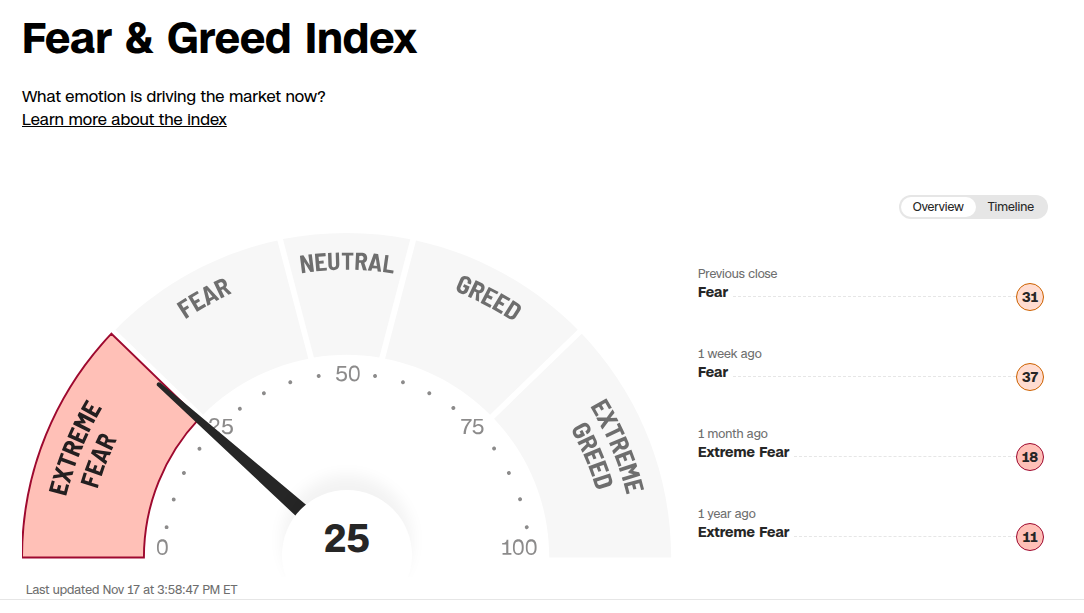 Fear & Greed Index
What emotion is driving the market now?
Learn more about the index
Overview
Timeline
EXTREME
FEAR
FEAR
NEUTRAL
GREED
EXTREME
GREED
0
25
50
75
100
25
Last updated Nov 17 at 3:58:47 PM ET
Previous close
Fear 31
1 week ago
Fear 37
1 month ago
Extreme Fear 18
1 year ago
Extreme Fear 11